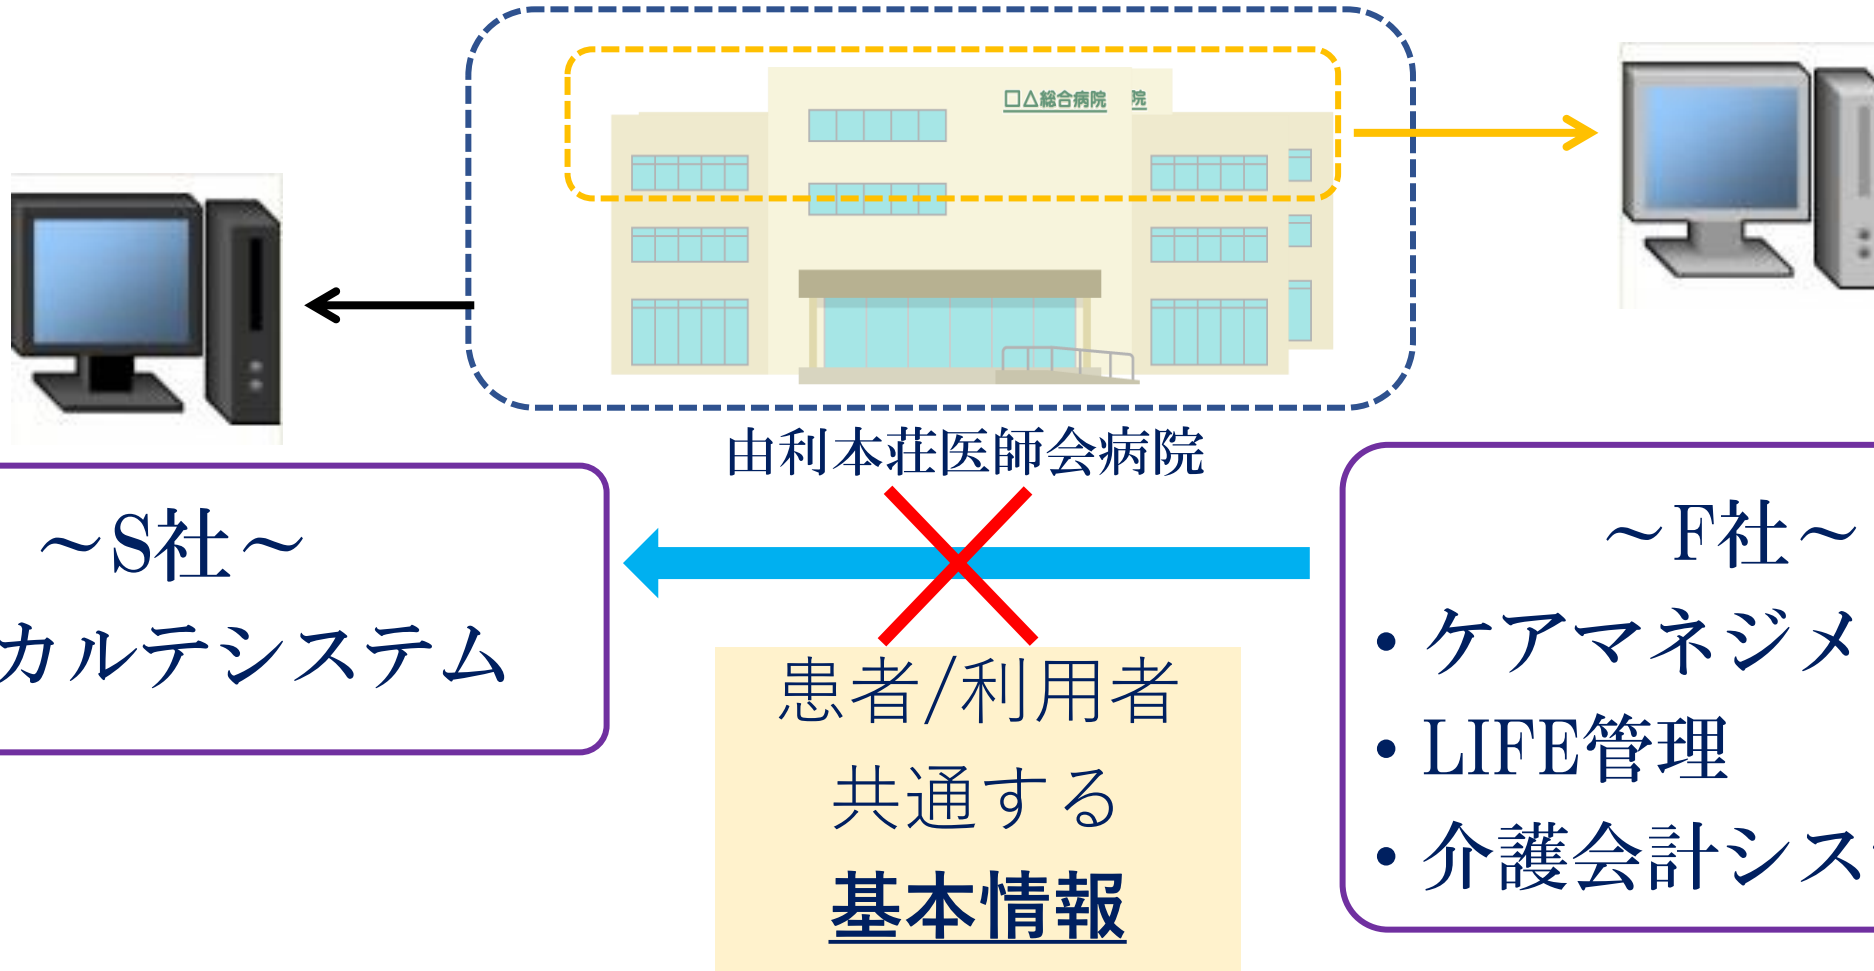 口△総合病院 院
由利本荘医師会病院
～S社～
カルテシステム
患者/利用者
共通する
基本情報
～F社～
・ケアマネジメ
・LIFE管理
・介護会計シス